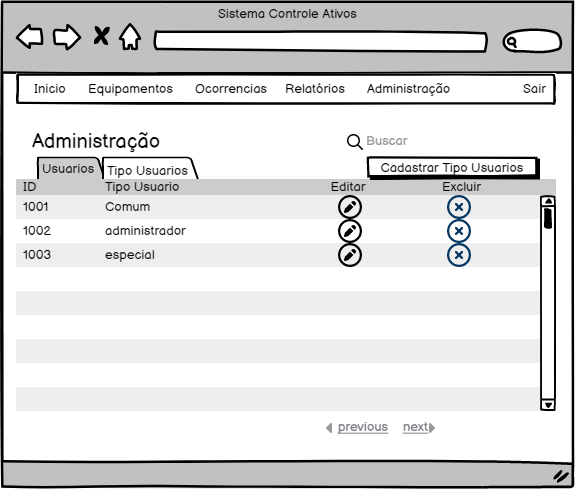 Sistema Controle Ativos
Inicio Equipamentos Ocorrencias Relatórios Administração Sair
Administração
Buscar
Usuarios Tipo Usuarios Cadastrar Tipo Usuarios
ID Tipo Usuario Editar Excluir
1001 Comum
1002 administrador
1003 especial
previous next